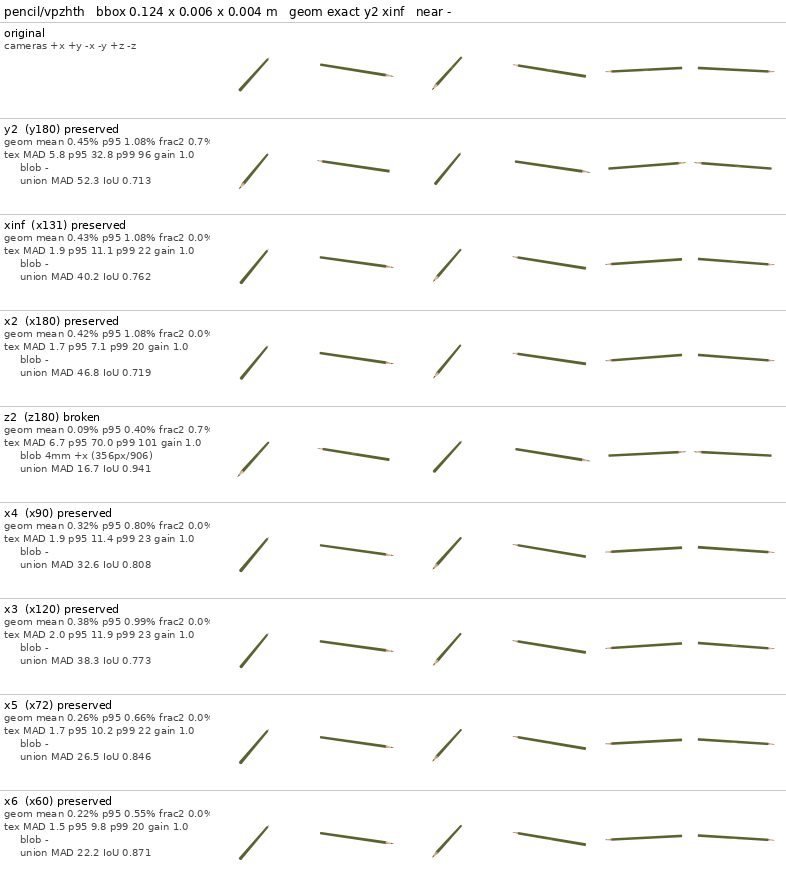 pencil/vpzhth bbox 0.124 x 0.006 x 0.004 m geom exact y2 xinf near -
original
cameras +x +y -x -y +z -z
y2 (y180) preserved
geom mean 0.45% p95 1.08% frac2 0.7%
tex MAD 5.8 p95 32.8 p99 96 gain 1.0
blob -
union MAD 52.3 IoU 0.713
xinf (x131) preserved
geom mean 0.43% p95 1.08% frac2 0.0%
tex MAD 1.9 p95 11.1 p99 22 gain 1.0
blob -
union MAD 40.2 IoU 0.762
x2 (x180) preserved
geom mean 0.42% p95 1.08% frac2 0.0%
tex MAD 1.7 p95 7.1 p99 20 gain 1.0
blob -
union MAD 46.8 IoU 0.719
z2 (z180) broken
geom mean 0.09% p95 0.40% frac2 0.7%
tex MAD 6.7 p95 70.0 p99 101 gain 1.0
blob 4mm +x (356px/906)
union MAD 16.7 IoU 0.941
x4 (x90) preserved
geom mean 0.32% p95 0.80% frac2 0.0%
tex MAD 1.9 p95 11.4 p99 23 gain 1.0
blob -
union MAD 32.6 IoU 0.808
x3 (x120) preserved
geom mean 0.38% p95 0.99% frac2 0.0%
tex MAD 2.0 p95 11.9 p99 23 gain 1.0
blob -
union MAD 38.3 IoU 0.773
x5 (x72) preserved
geom mean 0.26% p95 0.66% frac2 0.0%
tex MAD 1.7 p95 10.2 p99 22 gain 1.0
blob -
union MAD 26.5 IoU 0.846
x6 (x60) preserved
geom mean 0.22% p95 0.55% frac2 0.0%
tex MAD 1.5 p95 9.8 p99 20 gain 1.0
blob -
union MAD 22.2 IoU 0.871